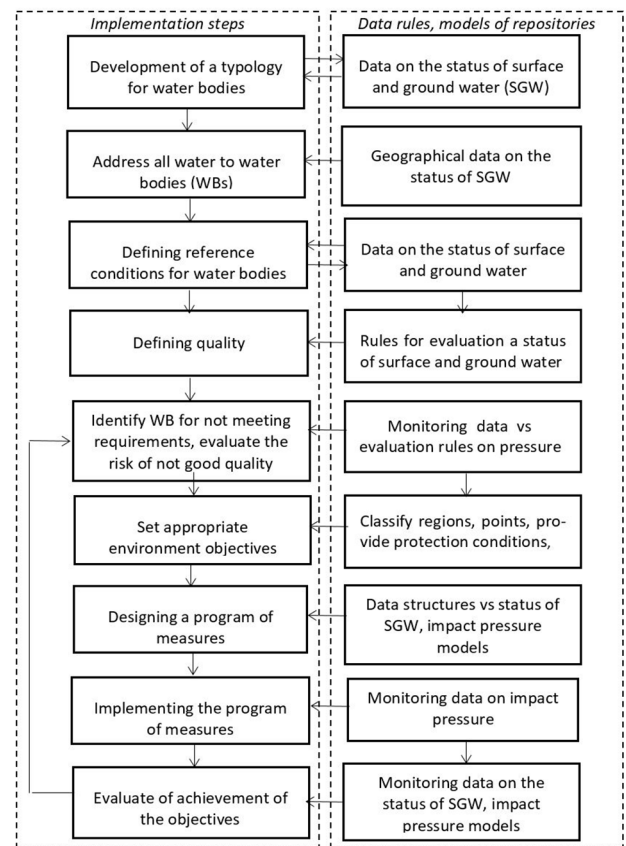 Implementation steps
Data rules, models of repositories
Development of a typology
for water bodies
Data on the status of surface
and ground water (SGW)
Address all water to water
bodies (WBs)
Geographical data on the
status of SGW
Defining reference
conditions for water bodies
Data on the status of surface
and ground water
Defining quality
Rules for evaluation a status
of surface and ground water
Identify WB for not meeting
requirements, evaluate the
risk of not good quality
Monitoring data vs
evaluation rules on pressure
Set appropriate
environment objectives
Classify regions, points, pro-
vide protection conditions,
Designing a program of
measures
Data structures vs status of
SGW, impact pressure
models
Implementing the program
of measures
Monitoring data on impact
pressure
Evaluate of achievement of
the objectives
Monitoring data on the
status of SGW, impact
pressure models